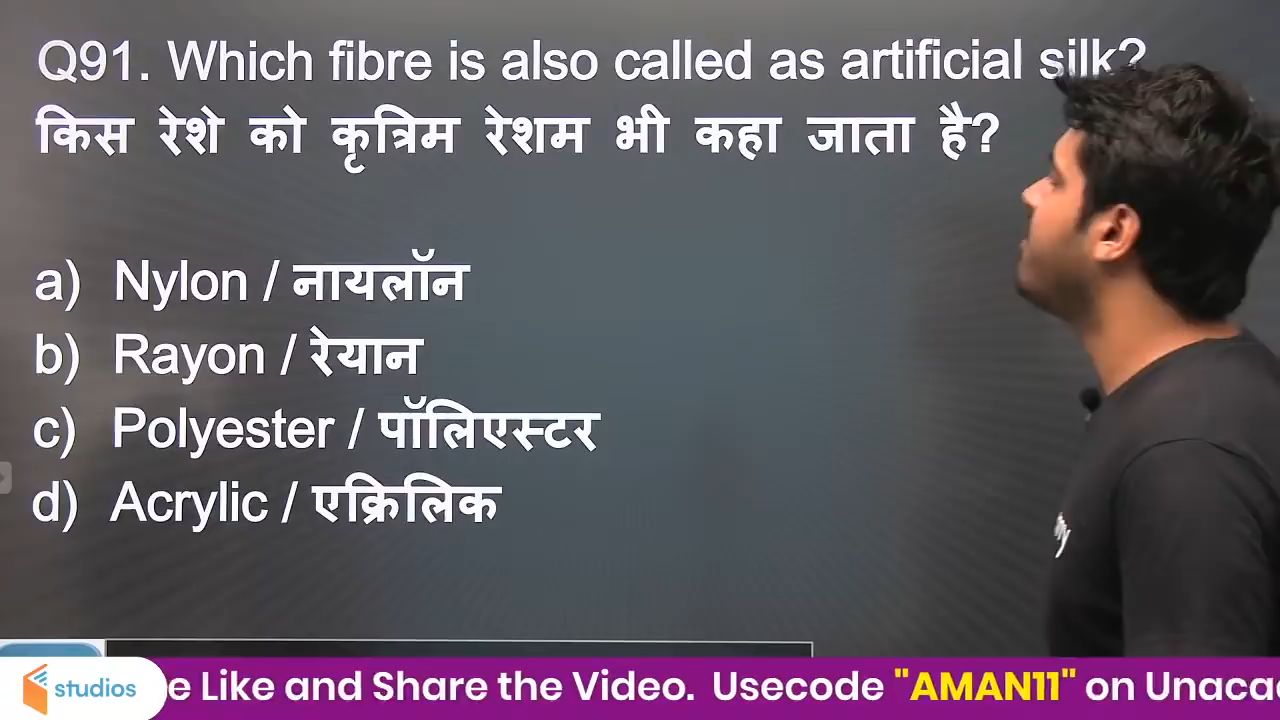 Q91. Which fibre is also called as artificial silk?
किस रेशे को कृत्रिम रेशम भी कहा जाता है?
a) Nylon / नायलॉन
b) Rayon / रेयान
c) Polyester / पॉलिएस्टर
d) Acrylic / एक्रिलिक
studios
Like and Share the Video. Usecode "AMAN11" on